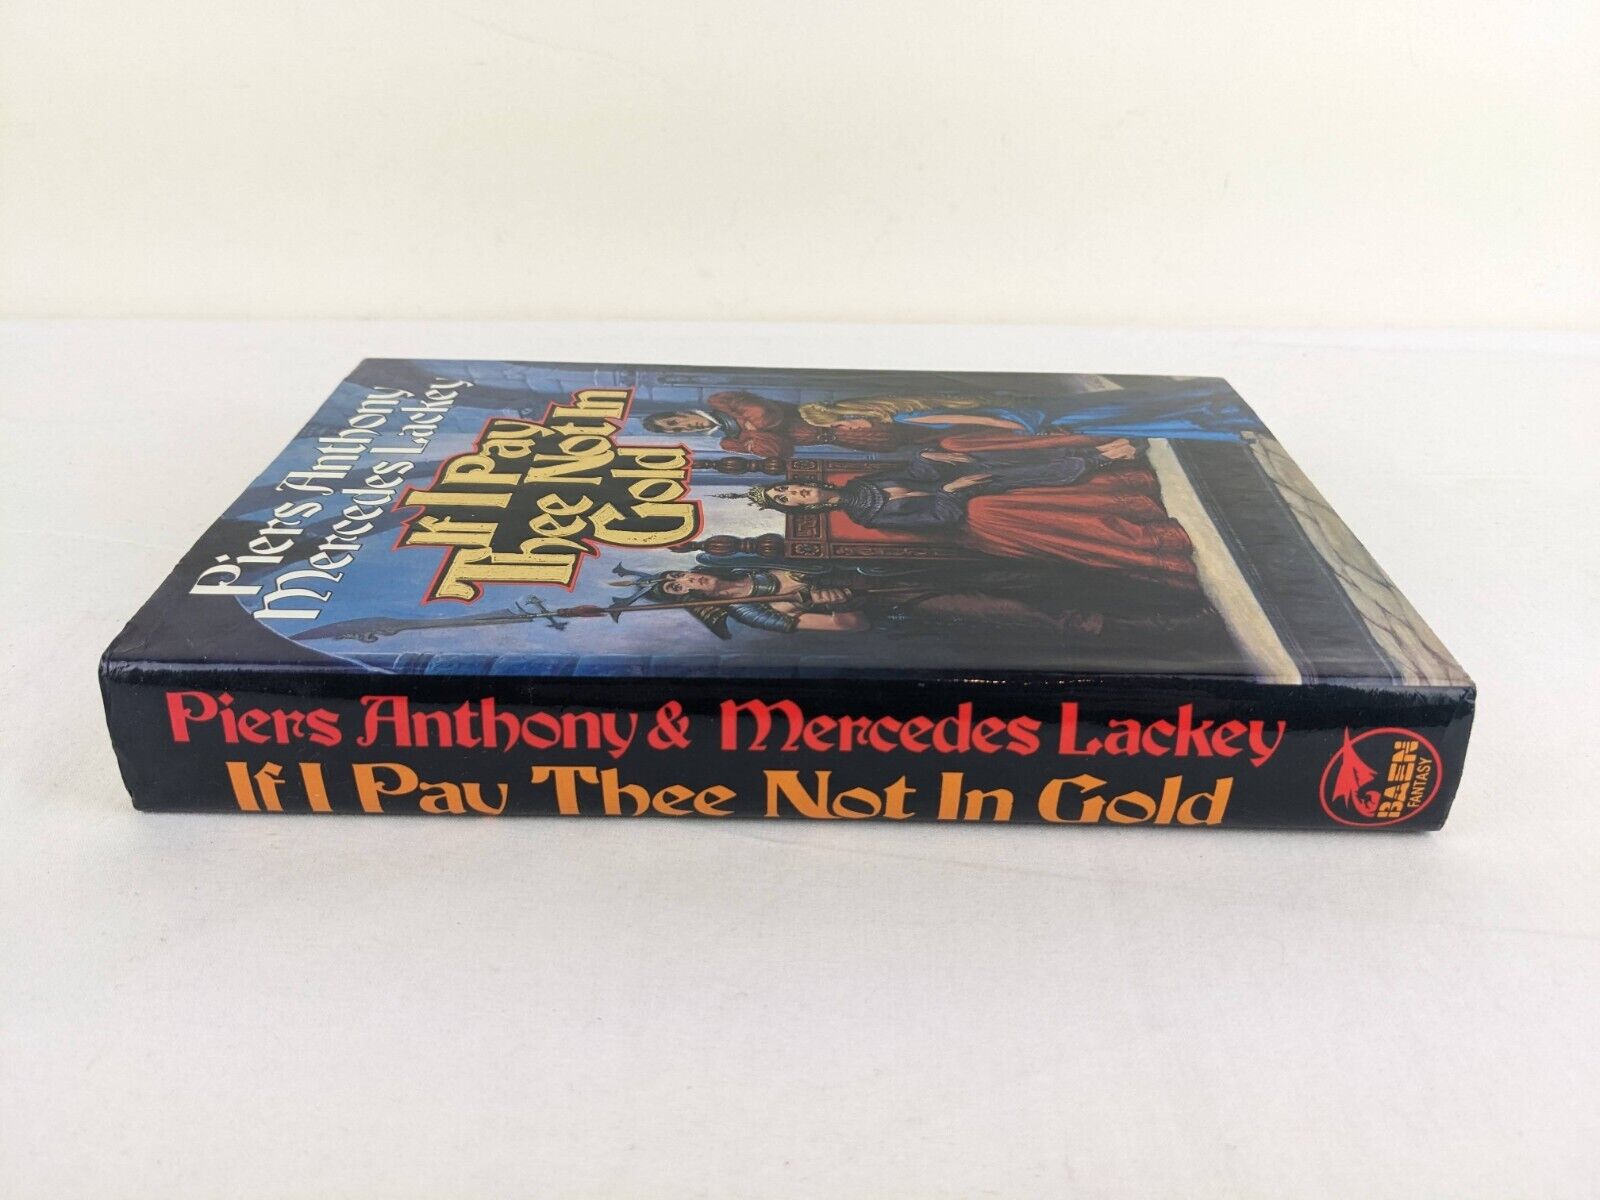 Piers Anthony
Mercedes Lackey
If I Pay
Thee Not In
Gold
Piers Anthony & Mercedes Lackey
If I Pay Thee Not In Gold
BAEN
FANTASY